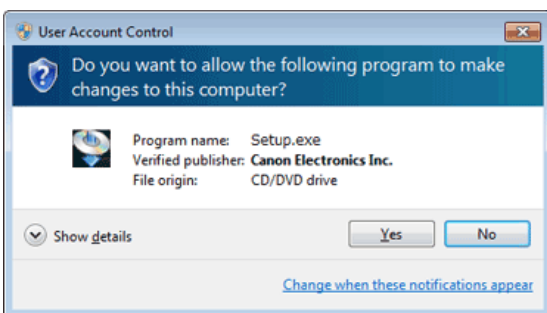 User Account Control
Do you want to allow the following program to make
changes to this computer?
Program name: Setup.exe
Verified publisher: Canon Electronics Inc.
File origin: CD/DVD drive
Show details
Yes
No
Change when these notifications appear